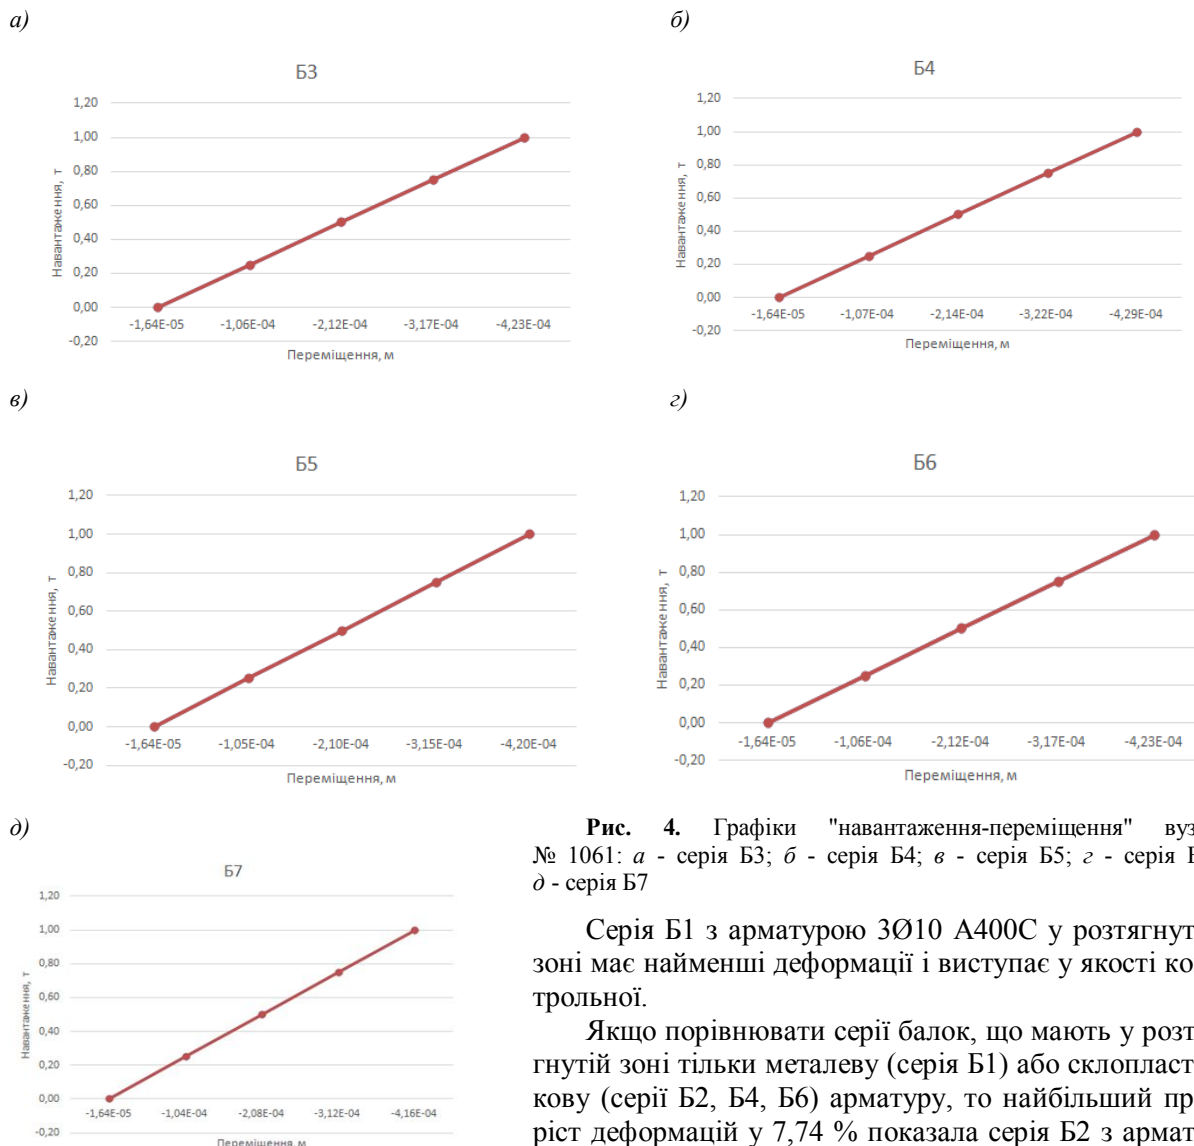 а)
Б3
1,20
1,00
0,80
0,60
0,40
0,20
0,00
-0,20
Навантаження, т
-1,64E-05 -1,06E-04 -2,12E-04 -3,17E-04 -4,23E-04
Переміщення, м
б)
Б4
1,20
1,00
0,80
0,60
0,40
0,20
0,00
-0,20
Навантаження, т
-1,64E-05 -1,07E-04 -2,14E-04 -3,22E-04 -4,29E-04
Переміщення, м
в)
Б5
1,20
1,00
0,80
0,60
0,40
0,20
0,00
-0,20
Навантаження, т
-1,64E-05 -1,05E-04 -2,10E-04 -3,15E-04 -4,20E-04
Переміщення, м
г)
Б6
1,20
1,00
0,80
0,60
0,40
0,20
0,00
-0,20
Навантаження, т
-1,64E-05 -1,06E-04 -2,12E-04 -3,17E-04 -4,23E-04
Переміщення, м
д)
Б7
1,20
1,00
0,80
0,60
0,40
0,20
0,00
-0,20
Навантаження, т
-1,64E-05 -1,04E-04 -2,08E-04 -3,12E-04 -4,16E-04
Переміщення, м
Рис. 4. Графіки "навантаження-переміщення" вуз
№ 1061: а - серія Б3; б - серія Б4; в - серія Б5; г - серія
д - серія Б7
Серія Б1 з арматурою 3Ø10 А400С у розтягнут
зоні має найменші деформації і виступає у якості ко
трольної.
Якщо порівнювати серії балок, що мають у розт
гнутій зоні тільки металеву (серія Б1) або склопласт
кову (серії Б2, Б4, Б6) арматуру, то найбільший пр
ріст деформацій у 7,74 % показала серія Б2 з армат